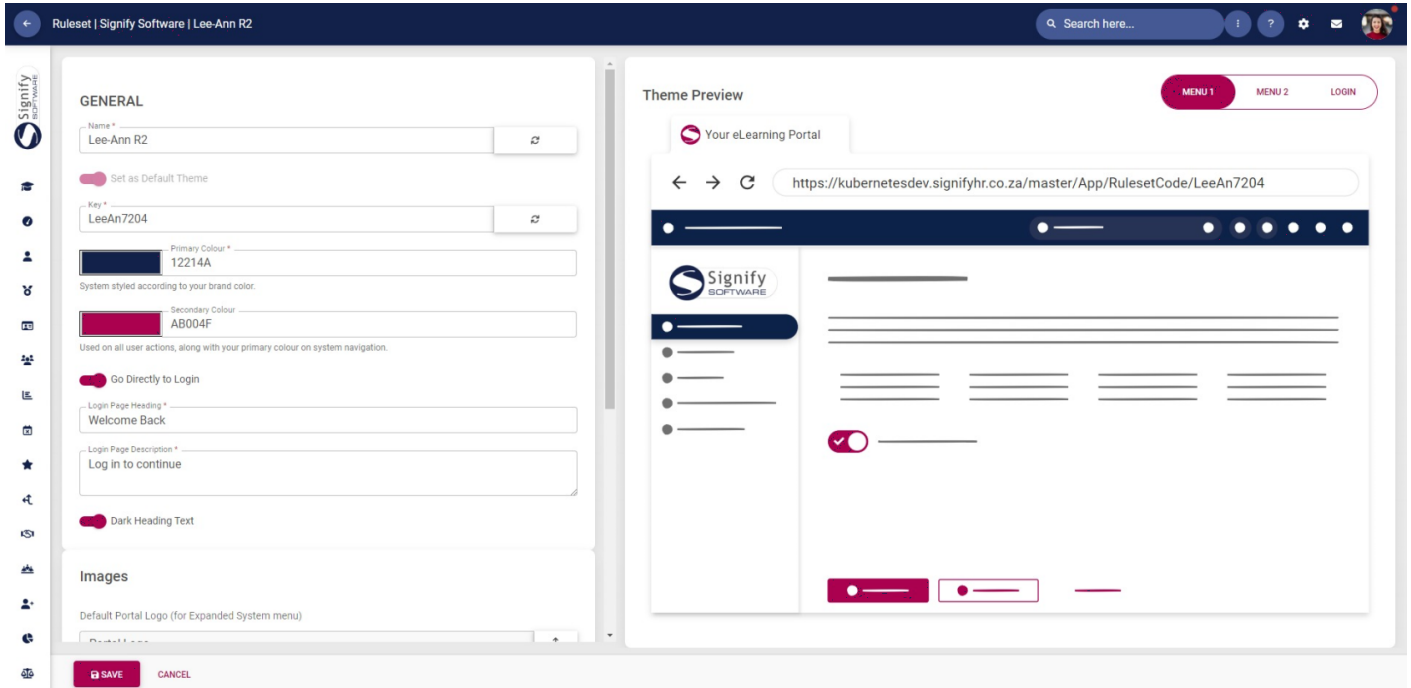 Ruleset | Signify Software | Lee-Ann R2
Search here...
?
Signify
SOFTWARE
GENERAL
Name *
Lee-Ann R2
Set as Default Theme
Key *
LeeAn7204
Primary Colour *
12214A
System styled according to your brand color.
Secondary Colour
AB004F
Used on all user actions, along with your primary colour on system navigation.
Go Directly to Login
Login Page Heading *
Welcome Back
Login Page Description *
Log in to continue
Dark Heading Text
Images
Default Portal Logo (for Expanded System menu)
Portal Logo
SAVE CANCEL
Theme Preview
MENU 1 MENU 2 LOGIN
Your eLearning Portal
https://kubernetesdev.signifyhr.co.za/master/App/RulesetCode/LeeAn7204
Signify
SOFTWARE